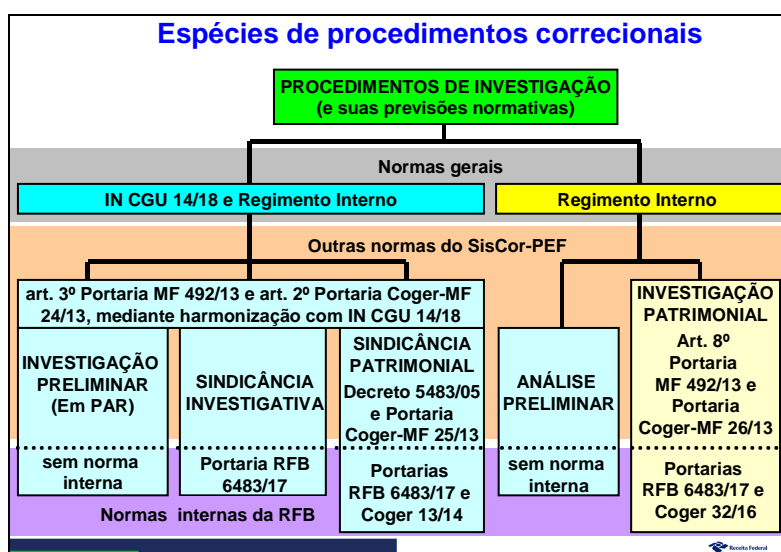 Espécies de procedimentos correcionais
PROCEDIMENTOS DE INVESTIGAÇÃO
(e suas previsões normativas)
Normas gerais
IN CGU 14/18 e Regimento Interno
Regimento Interno
Outras normas do SisCor-PEF
art. 3º Portaria MF 492/13 e art. 2º Portaria Coger-MF
24/13, mediante harmonização com IN CGU 14/18
INVESTIGAÇÃO
PRELIMINAR
(Em PAR)
sem norma
interna
SINDICÂNCIA
INVESTIGATIVA
Portaria RFB
6483/17
SINDICÂNCIA
PATRIMONIAL
Decreto 5483/05
e Portaria
Coger-MF 25/13
Portarias
RFB 6483/17 e
Coger 13/14
ANÁLISE
PRELIMINAR
sem norma
interna
INVESTIGAÇÃO
PATRIMONIAL
Art. 8º
Portaria
MF 492/13 e
Portaria
Coger-MF 26/13
Portarias
RFB 6483/17 e
Coger 32/16
Normas internas da RFB
Receita Federal